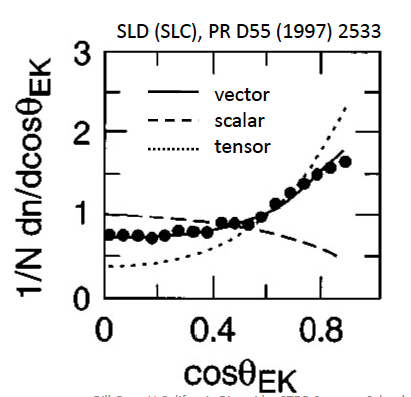 SLD (SLC), PR D55 (1997) 2533
3
2
1
0
1/N dn/dcosθEK
vector
scalar
tensor
0
0.4
0.8
cosθEK